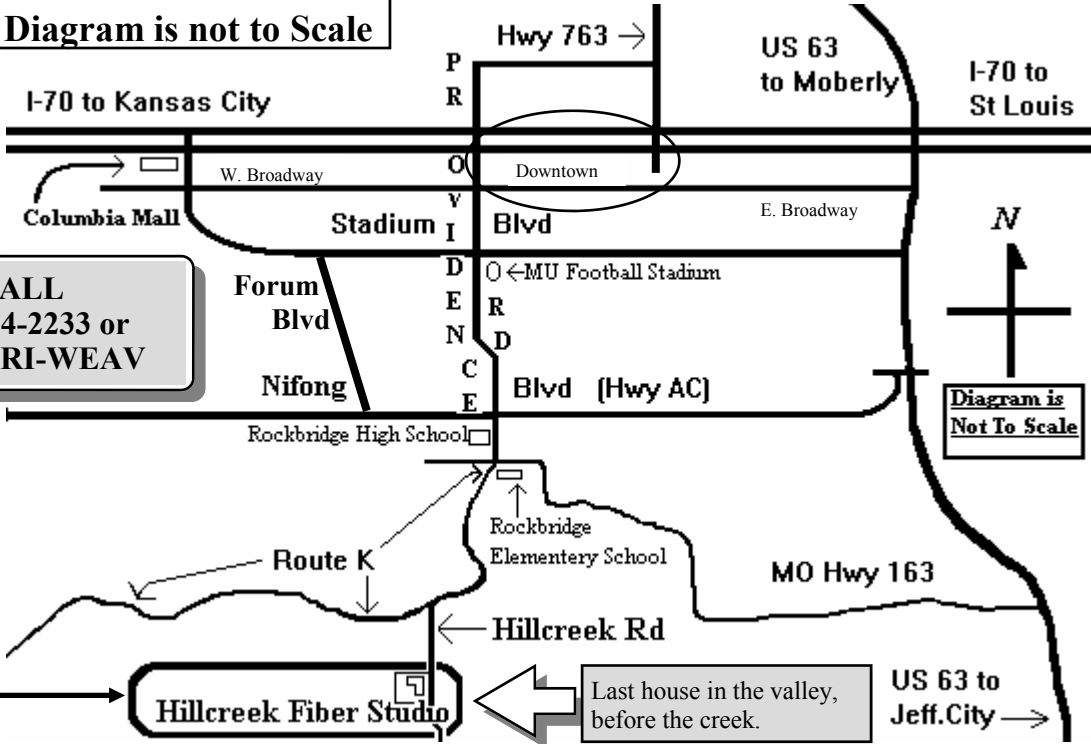 Diagram is not to Scale
Hwy 763
US 63
to Moberly
I-70 to
St Louis
I-70 to Kansas City
PROVIDENCE
RD
W. Broadway
Downtown
Columbia Mall
E. Broadway
N
Stadium Blvd
MU Football Stadium
ALL
4-2233 or
RI-WEAV
Forum
Blvd
Nifong Blvd (Hwy AC)
Diagram is
Not To Scale
Rockbridge High School
Rockbridge
Elementery School
Route K
MO Hwy 163
Hillcreek Rd
Hillcreek Fiber Studio
Last house in the valley,
before the creek.
US 63 to
Jeff.City